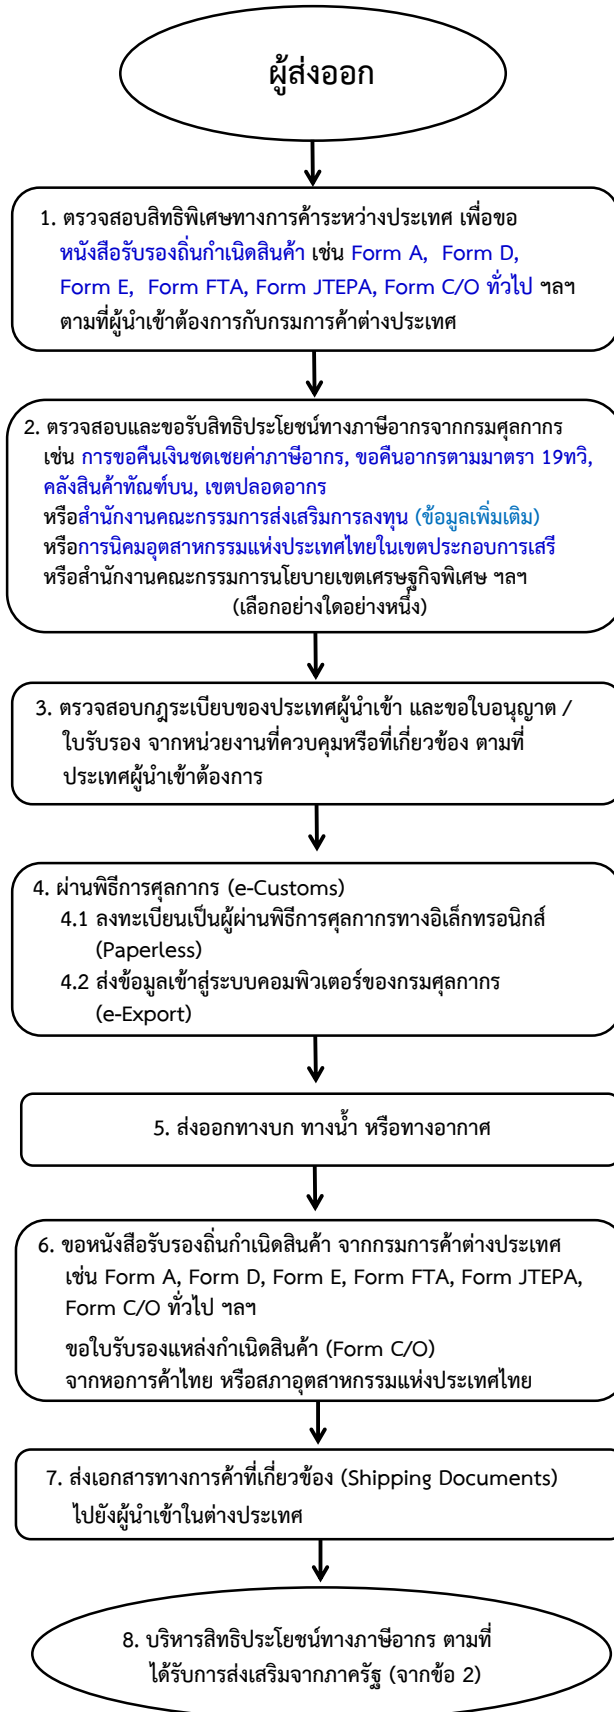 ผู้ส่งออก
1. ตรวจสอบสิทธิพิเศษทางการค้าระหว่างประเทศ เพื่อขอ
หนังสือรับรองถิ่นกำเนิดสินค้า เช่น Form A, Form D,
Form E, Form FTA, Form JTEPA, Form C/O ทั่วไป ฯลฯ
ตามที่ผู้นำเข้าต้องการกับกรมการค้าต่างประเทศ
2. ตรวจสอบและขอรับสิทธิประโยชน์ทางภาษีอากรจากกรมศุลกากร
เช่น การขอคืนเงินชดเชยค่าภาษีอากร, ขอคืนอากรตามมาตรา 19ทวิ,
คลังสินค้าทัณฑ์บน, เขตปลอดอากร
หรือสำนักงานคณะกรรมการส่งเสริมการลงทุน (ข้อมูลเพิ่มเติม)
หรือการนิคมอุตสาหกรรมแห่งประเทศไทยในเขตประกอบการเสรี
หรือสำนักงานคณะกรรมการนโยบายเขตเศรษฐกิจพิเศษ ฯลฯ
(เลือกอย่างใดอย่างหนึ่ง)
3. ตรวจสอบกฎระเบียบของประเทศผู้นำเข้า และขอใบอนุญาต /
ใบรับรอง จากหน่วยงานที่ควบคุมหรือที่เกี่ยวข้อง ตามที่
ประเทศผู้นำเข้าต้องการ
4. ผ่านพิธีการศุลกากร (e-Customs)
4.1 ลงทะเบียนเป็นผู้ผ่านพิธีการศุลกากรทางอิเล็กทรอนิกส์
(Paperless)
4.2 ส่งข้อมูลเข้าสู่ระบบคอมพิวเตอร์ของกรมศุลกากร
(e-Export)
5. ส่งออกทางบก ทางน้ำ หรือทางอากาศ
6. ขอหนังสือรับรองถิ่นกำเนิดสินค้า จากกรมการค้าต่างประเทศ
เช่น Form A, Form D, Form E, Form FTA, Form JTEPA,
Form C/O ทั่วไป ฯลฯ
ขอใบรับรองแหล่งกำเนิดสินค้า (Form C/O)
จากหอการค้าไทย หรือสภาอุตสาหกรรมแห่งประเทศไทย
7. ส่งเอกสารทางการค้าที่เกี่ยวข้อง (Shipping Documents)
ไปยังผู้นำเข้าในต่างประเทศ
8. บริหารสิทธิประโยชน์ทางภาษีอากร ตามที่
ได้รับการส่งเสริมจากภาครัฐ (จากข้อ 2)